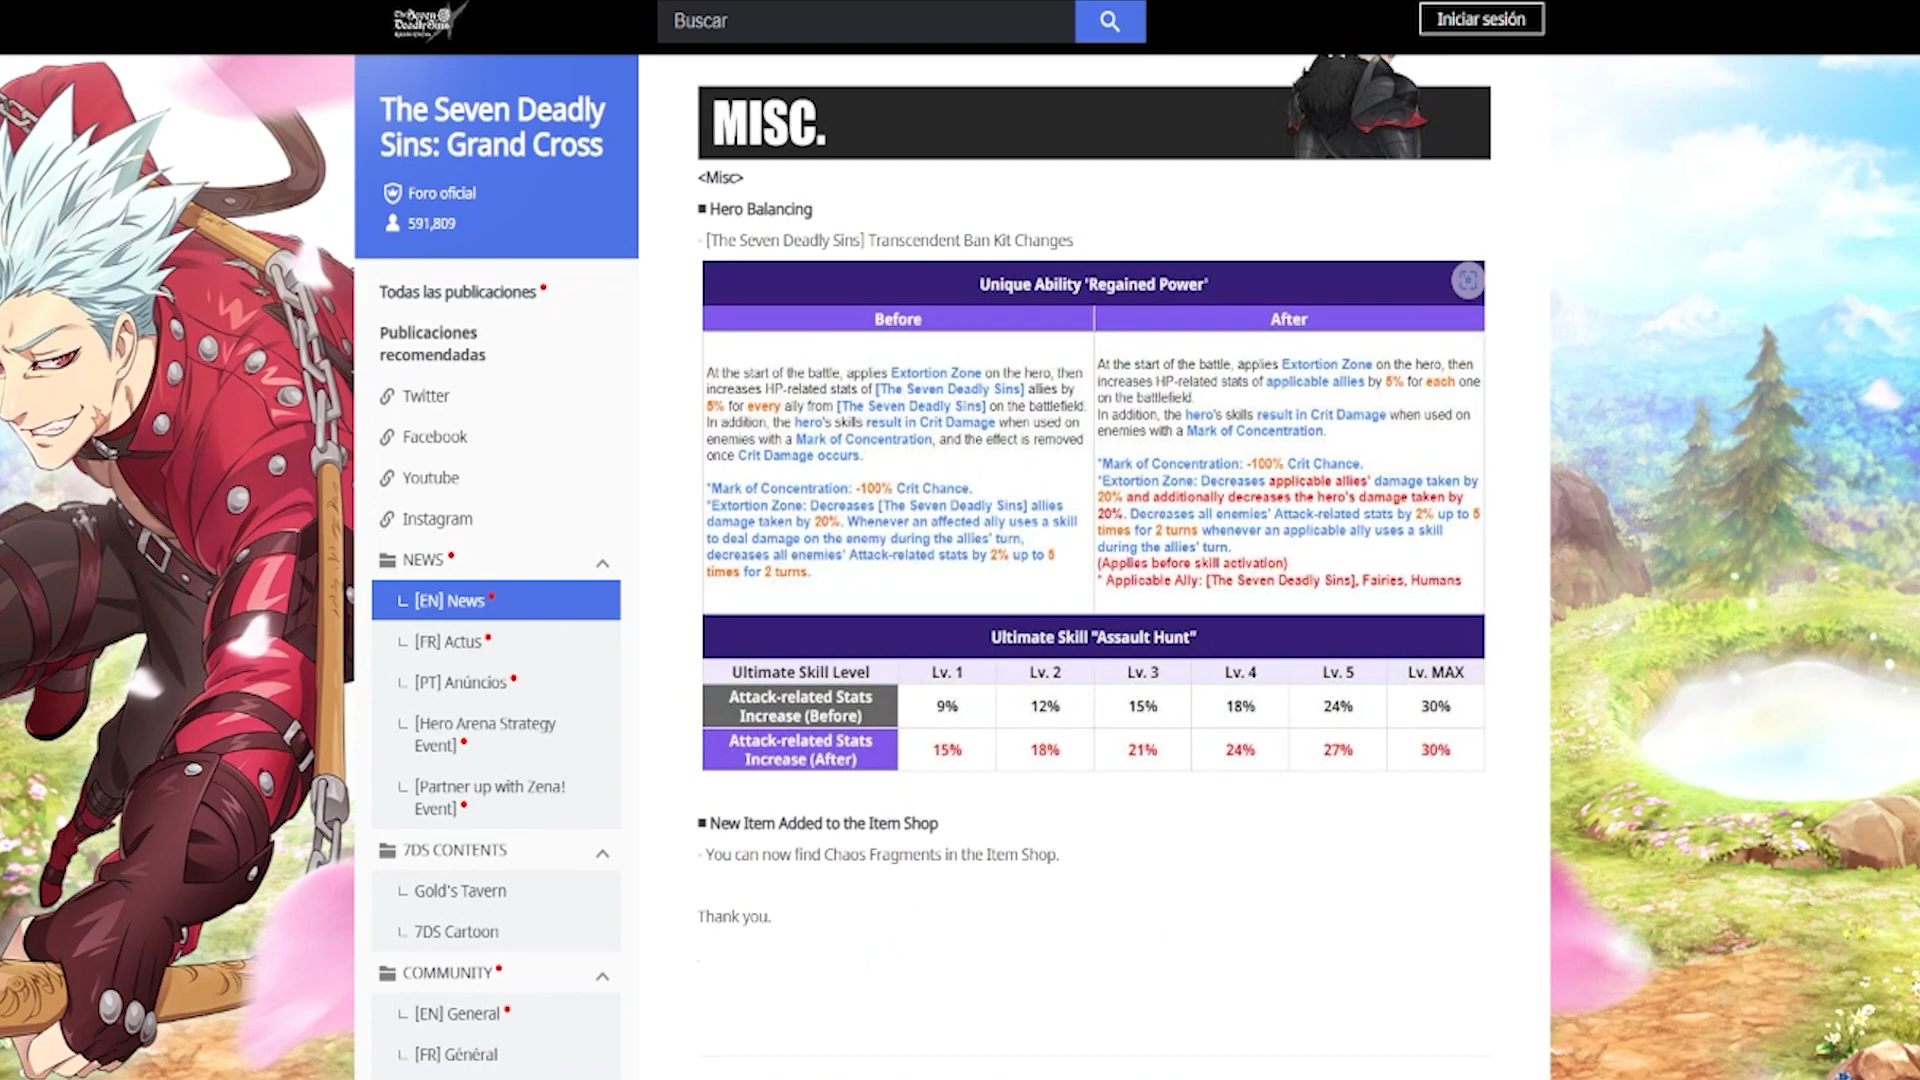 The Seven
Deadly Sins
Buscar
Iniciar sesión
The Seven Deadly
Sins: Grand Cross
Foro oficial
591,809
Todas las publicaciones
Publicaciones
recomendadas
Twitter
Facebook
Youtube
Instagram
NEWS
[EN] News
[FR] Actus
[PT] Anúncios
[Hero Arena Strategy
Event]
[Partner up with Zena!
Event]
7DS CONTENTS
Gold's Tavern
7DS Cartoon
COMMUNITY
[EN] General
[FR] Général
MISC.
<Misc>
■ Hero Balancing
- [The Seven Deadly Sins] Transcendent Ban Kit Changes
Unique Ability 'Regained Power'
Before
At the start of the battle, applies Extortion Zone on the hero, then
increases HP-related stats of [The Seven Deadly Sins] allies by
5% for every ally from [The Seven Deadly Sins] on the battlefield.
In addition, the hero's skills result in Crit Damage when used on
enemies with a Mark of Concentration, and the effect is removed
once Crit Damage occurs.
*Mark of Concentration: -100% Crit Chance.
*Extortion Zone: Decreases [The Seven Deadly Sins] allies
damage taken by 20%. Whenever an affected ally uses a skill
to deal damage on the enemy during the allies' turn,
decreases all enemies' Attack-related stats by 2% up to 5
times for 2 turns.
After
At the start of the battle, applies Extortion Zone on the hero, then
increases HP-related stats of applicable allies by 5% for each one
on the battlefield.
In addition, the hero's skills result in Crit Damage when used on
enemies with a Mark of Concentration.
*Mark of Concentration: -100% Crit Chance.
*Extortion Zone: Decreases applicable allies' damage taken by
20% and additionally decreases the hero's damage taken by
20%. Decreases all enemies' Attack-related stats by 2% up to 5
times for 2 turns whenever an applicable ally uses a skill
during the allies' turn.
(Applies before skill activation)
* Applicable Ally: [The Seven Deadly Sins], Fairies, Humans
Ultimate Skill "Assault Hunt"
Ultimate Skill Level Lv. 1 Lv. 2 Lv. 3 Lv. 4 Lv. 5 Lv. MAX
Attack-related Stats
Increase (Before) 9% 12% 15% 18% 24% 30%
Attack-related Stats
Increase (After) 15% 18% 21% 24% 27% 30%
■ New Item Added to the Item Shop
- You can now find Chaos Fragments in the Item Shop.
Thank you.